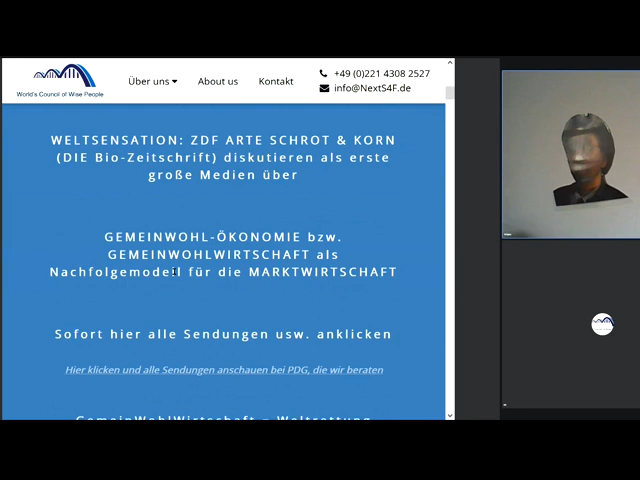 World's Council of Wise People
Über uns
About us
Kontakt
+49 (0)221 4308 2527
info@NextS4F.de
WELTSENSATION: ZDF ARTE SCHROT & KORN
(DIE Bio-Zeitschrift) diskutieren als erste
große Medien über
GEMEINWOHL-ÖKONOMIE bzw.
GEMEINWOHLWIRTSCHAFT als
Nachfolgemodell für die MARKTWIRTSCHAFT
Sofort hier alle Sendungen usw. anklicken
Hier klicken und alle Sendungen anschauen bei PDG, die wir beraten
GemeinWohlWirtschaft = Weltrettung